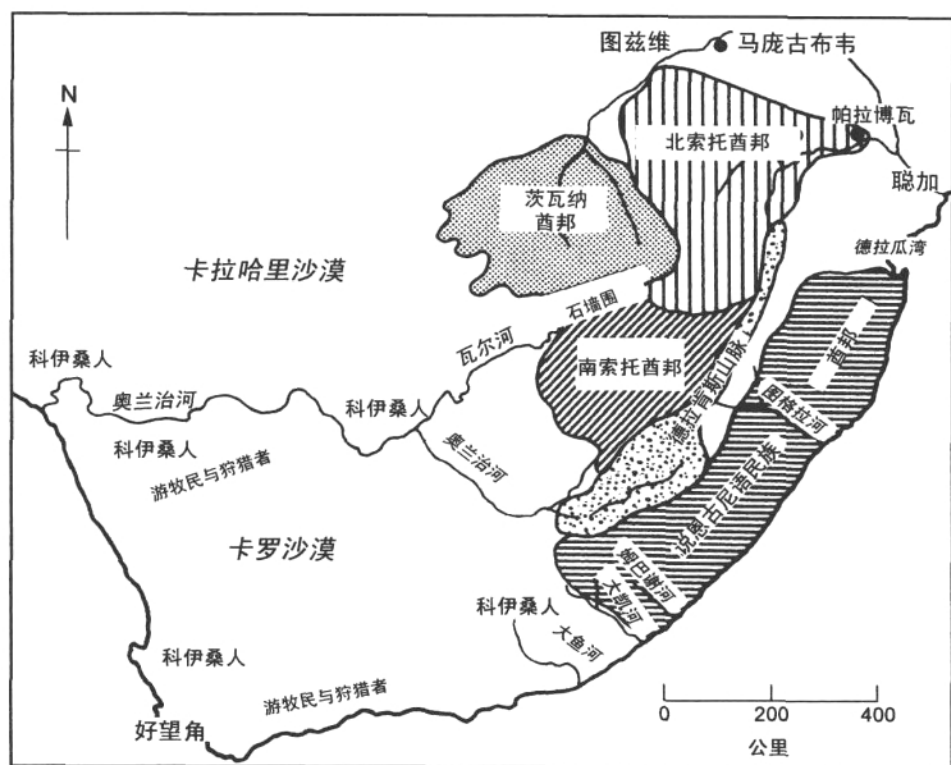 图兹维
马庞古布韦
N
帕拉博瓦
北索托酋邦
聪加
茨瓦纳
酋邦
德拉瓜湾
卡拉哈里沙漠
石墙围
酋邦
瓦尔河
科伊桑人
南索托酋邦
德拉肯斯山脉
奥兰治河
科伊桑人
图格拉河
科伊桑人
奥兰治河
游牧民与狩猎者
说恩古尼语民族
卡罗沙漠
姆巴谢河
大凯河
科伊桑人
大鱼河
科伊桑人
游牧民与狩猎者
好望角
0 200 400
公里